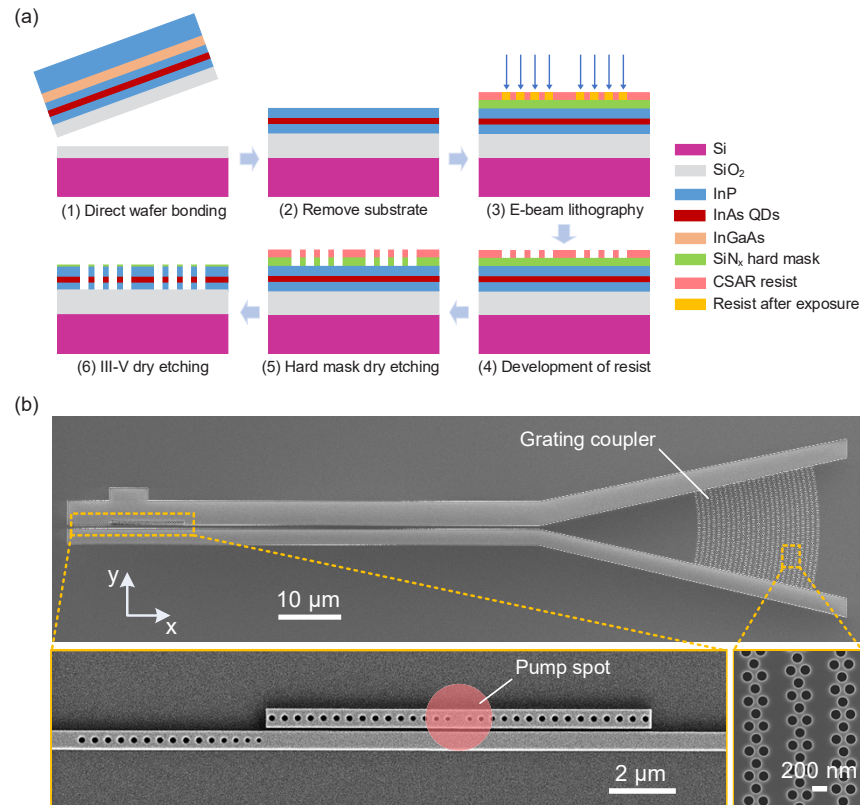 (a)
(1) Direct wafer bonding
(2) Remove substrate
(3) E-beam lithography
(6) III-V dry etching
(5) Hard mask dry etching
(4) Development of resist
Si
SiO₂
InP
InAs QDs
InGaAs
SiNₓ hard mask
CSAR resist
Resist after exposure
(b)
Grating coupler
y
x
10 μm
Pump spot
2 μm
200 nm